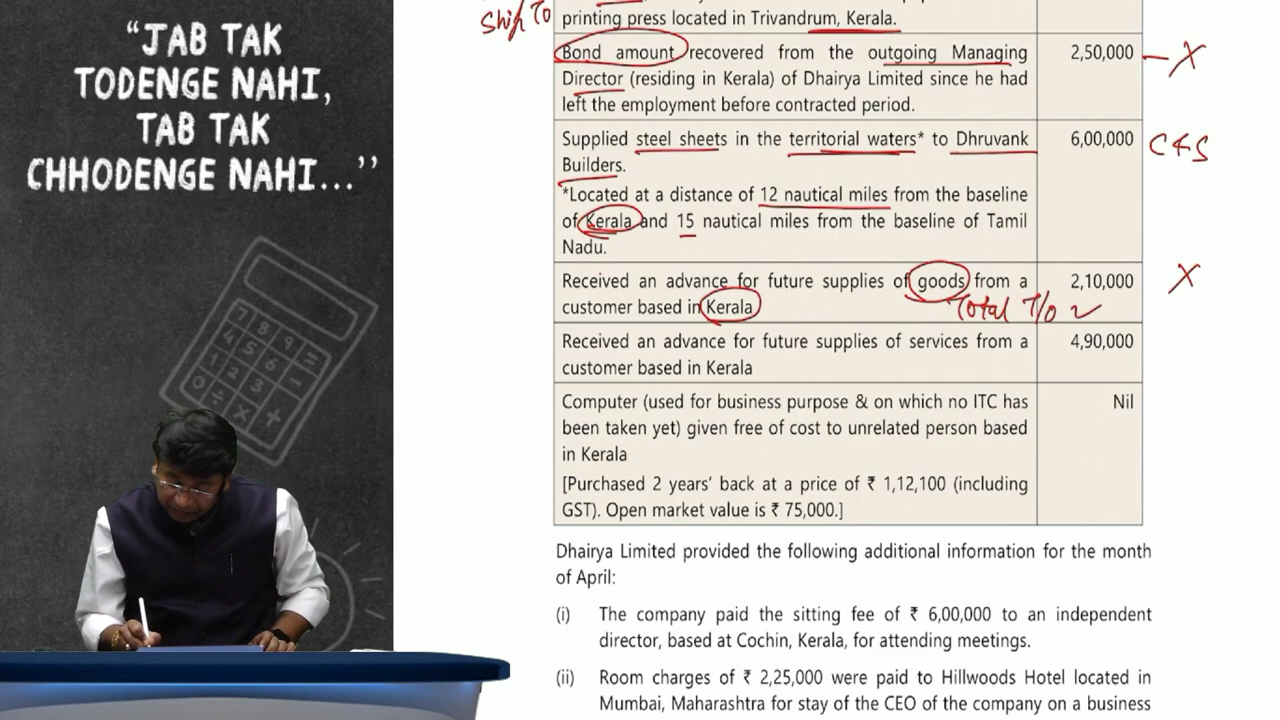 “JAB TAK
TODENGE NAHI,
TAB TAK
CHHODENGE NAHI...’’
Ship To
printing press located in Trivandrum, Kerala.
Bond amount recovered from the outgoing Managing 2,50,000 – X
Director (residing in Kerala) of Dhairya Limited since he had
left the employment before contracted period.
Supplied steel sheets in the territorial waters* to Dhruvank 6,00,000 C & S
Builders.
*Located at a distance of 12 nautical miles from the baseline
of Kerala and 15 nautical miles from the baseline of Tamil
Nadu.
Received an advance for future supplies of goods from a 2,10,000 X
customer based in Kerala Total T/O
Received an advance for future supplies of services from a 4,90,000
customer based in Kerala
Computer (used for business purpose & on which no ITC has Nil
been taken yet) given free of cost to unrelated person based
in Kerala
[Purchased 2 years’ back at a price of ₹ 1,12,100 (including
GST). Open market value is ₹ 75,000.]
Dhairya Limited provided the following additional information for the month
of April:
(i) The company paid the sitting fee of ₹ 6,00,000 to an independent
director, based at Cochin, Kerala, for attending meetings.
(ii) Room charges of ₹ 2,25,000 were paid to Hillwoods Hotel located in
Mumbai, Maharashtra for stay of the CEO of the company on a business